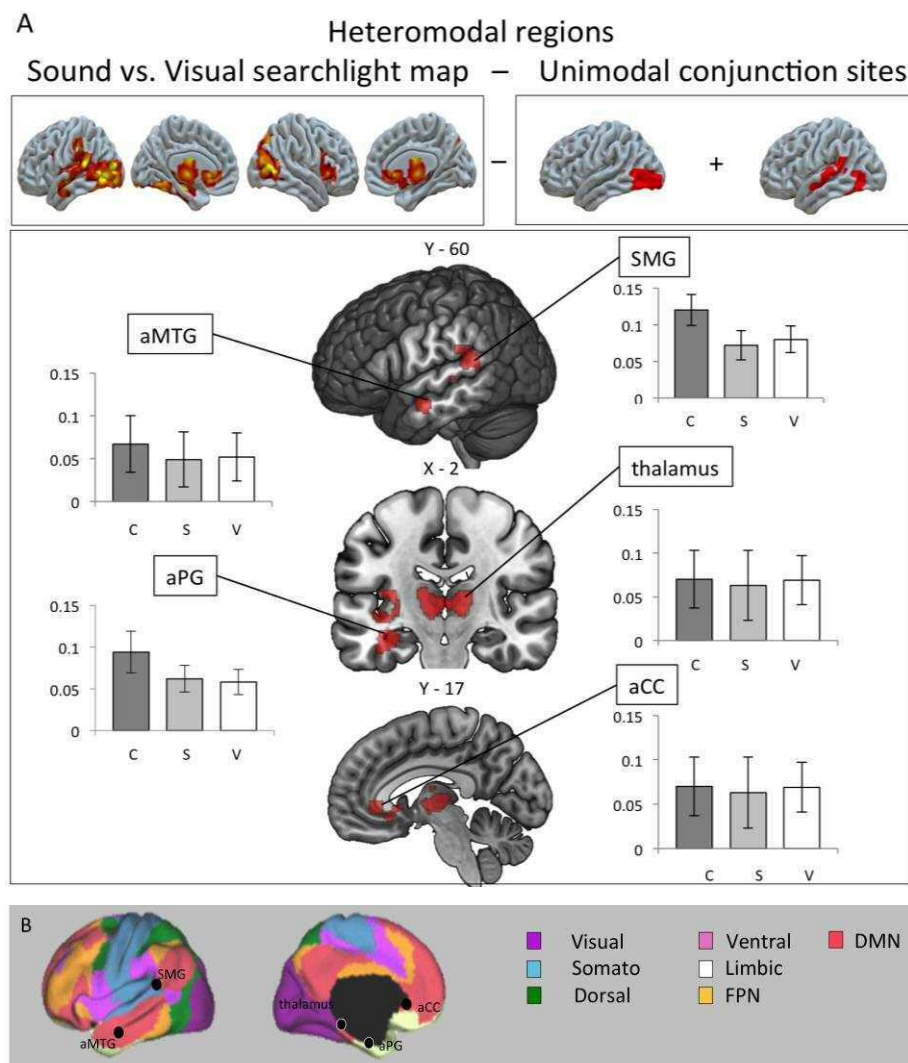 A
Heteromodal regions
Sound vs. Visual searchlight map – Unimodal conjunction sites
– +
Y - 60
SMG
0.15
0.1
0.05
0
C S V
aMTG
0.15
0.1
0.05
0
C S V
X - 2
thalamus
0.15
0.1
0.05
0
C S V
aPG
0.15
0.1
0.05
0
C S V
Y - 17
aCC
0.15
0.1
0.05
0
C S V
B
SMG
aMTG
thalamus
aCC
aPG
Visual Ventral DMN
Somato Limbic
Dorsal FPN